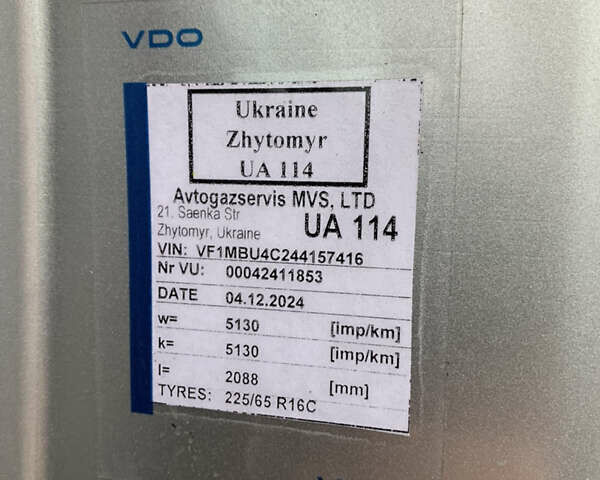 VDO
Ukraine
Zhytomyr
UA 114
Avtogazservis MVS, LTD
21. Saenka Str
Zhytomyr, Ukraine
UA 114
VIN: VF1MBU4C244157416
Nr VU: 00042411853
DATE 04.12.2024
w= 5130 [imp/km]
k= 5130 [imp/km]
l= 2088 [mm]
TYRES: 225/65 R16C